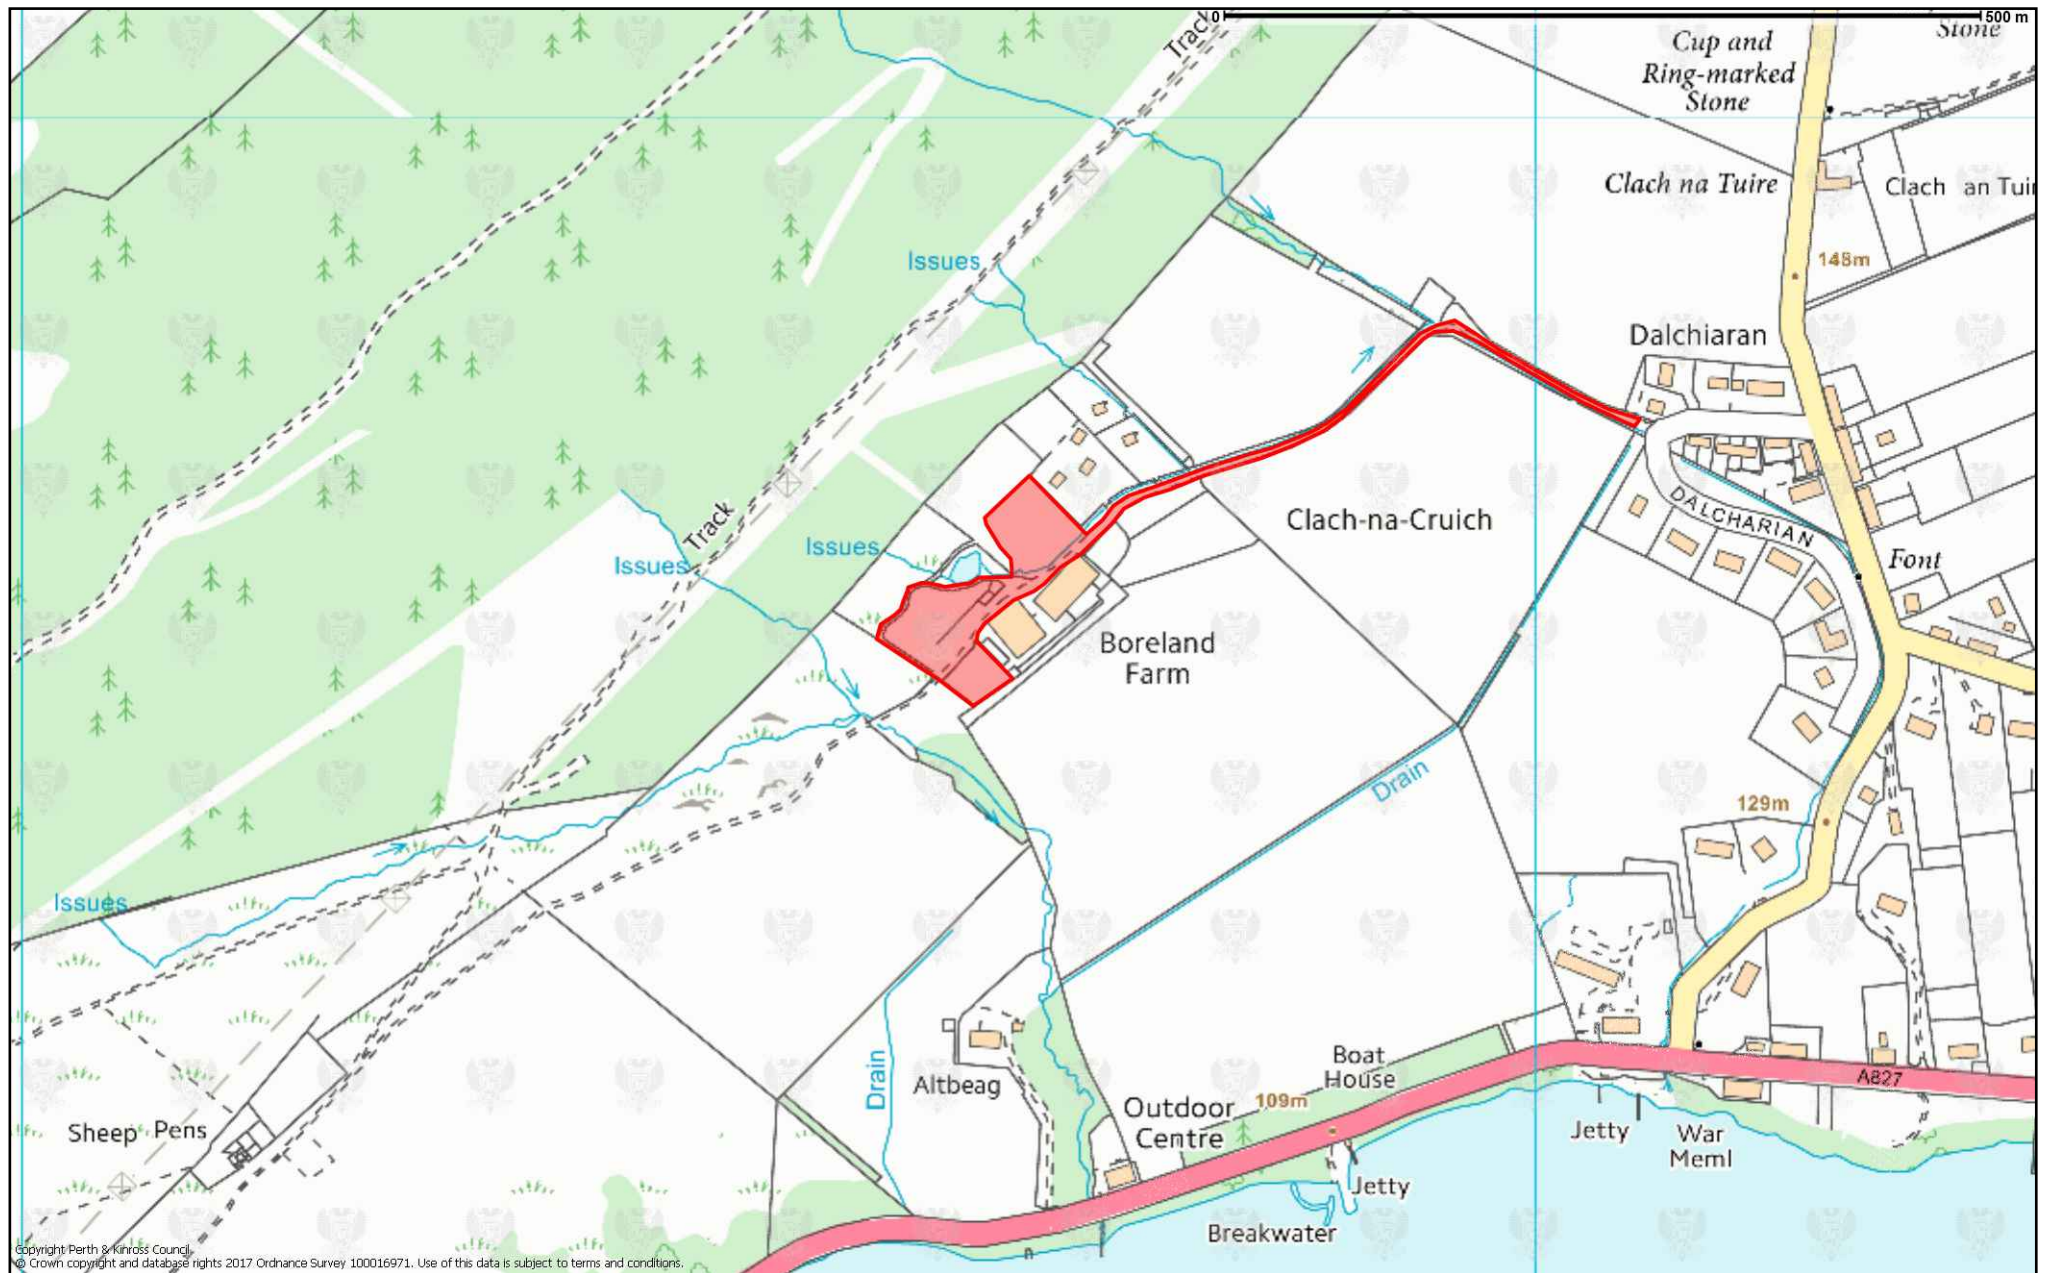 0
500 m
Track
Stone
Cup and
Ring-marked
Stone
Clach na Tuire
Clach an Tuir
148m
Issues
Dalchiaran
Track
Issues
Issues
Clach-na-Cruich
DALCHARIAN
Font
Boreland
Farm
Drain
129m
Issues
Drain
Altbeag
Boat
House
109m
Outdoor
Centre
A827
Sheep Pens
Jetty
War
Meml
Jetty
Breakwater
Copyright Perth & Kinross Council.
© Crown copyright and database rights 2017 Ordnance Survey 100016971. Use of this data is subject to terms and conditions.